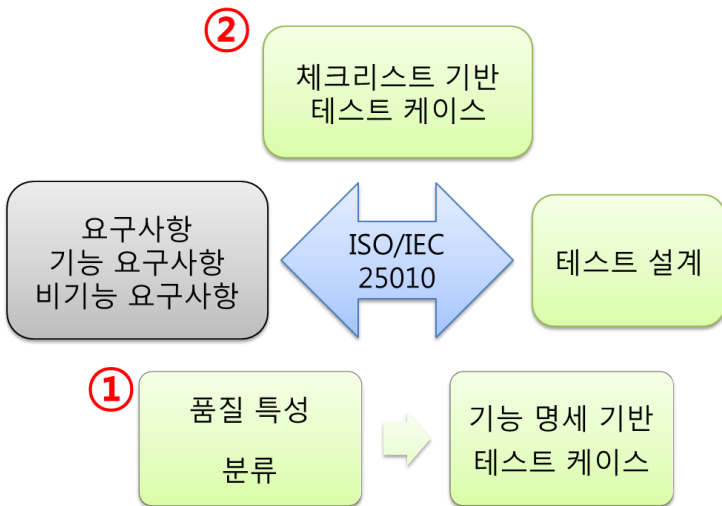 ②
체크리스트 기반
테스트 케이스
요구사항
기능 요구사항
비기능 요구사항
ISO/IEC
25010
테스트 설계
①
품질 특성
분류
기능 명세 기반
테스트 케이스